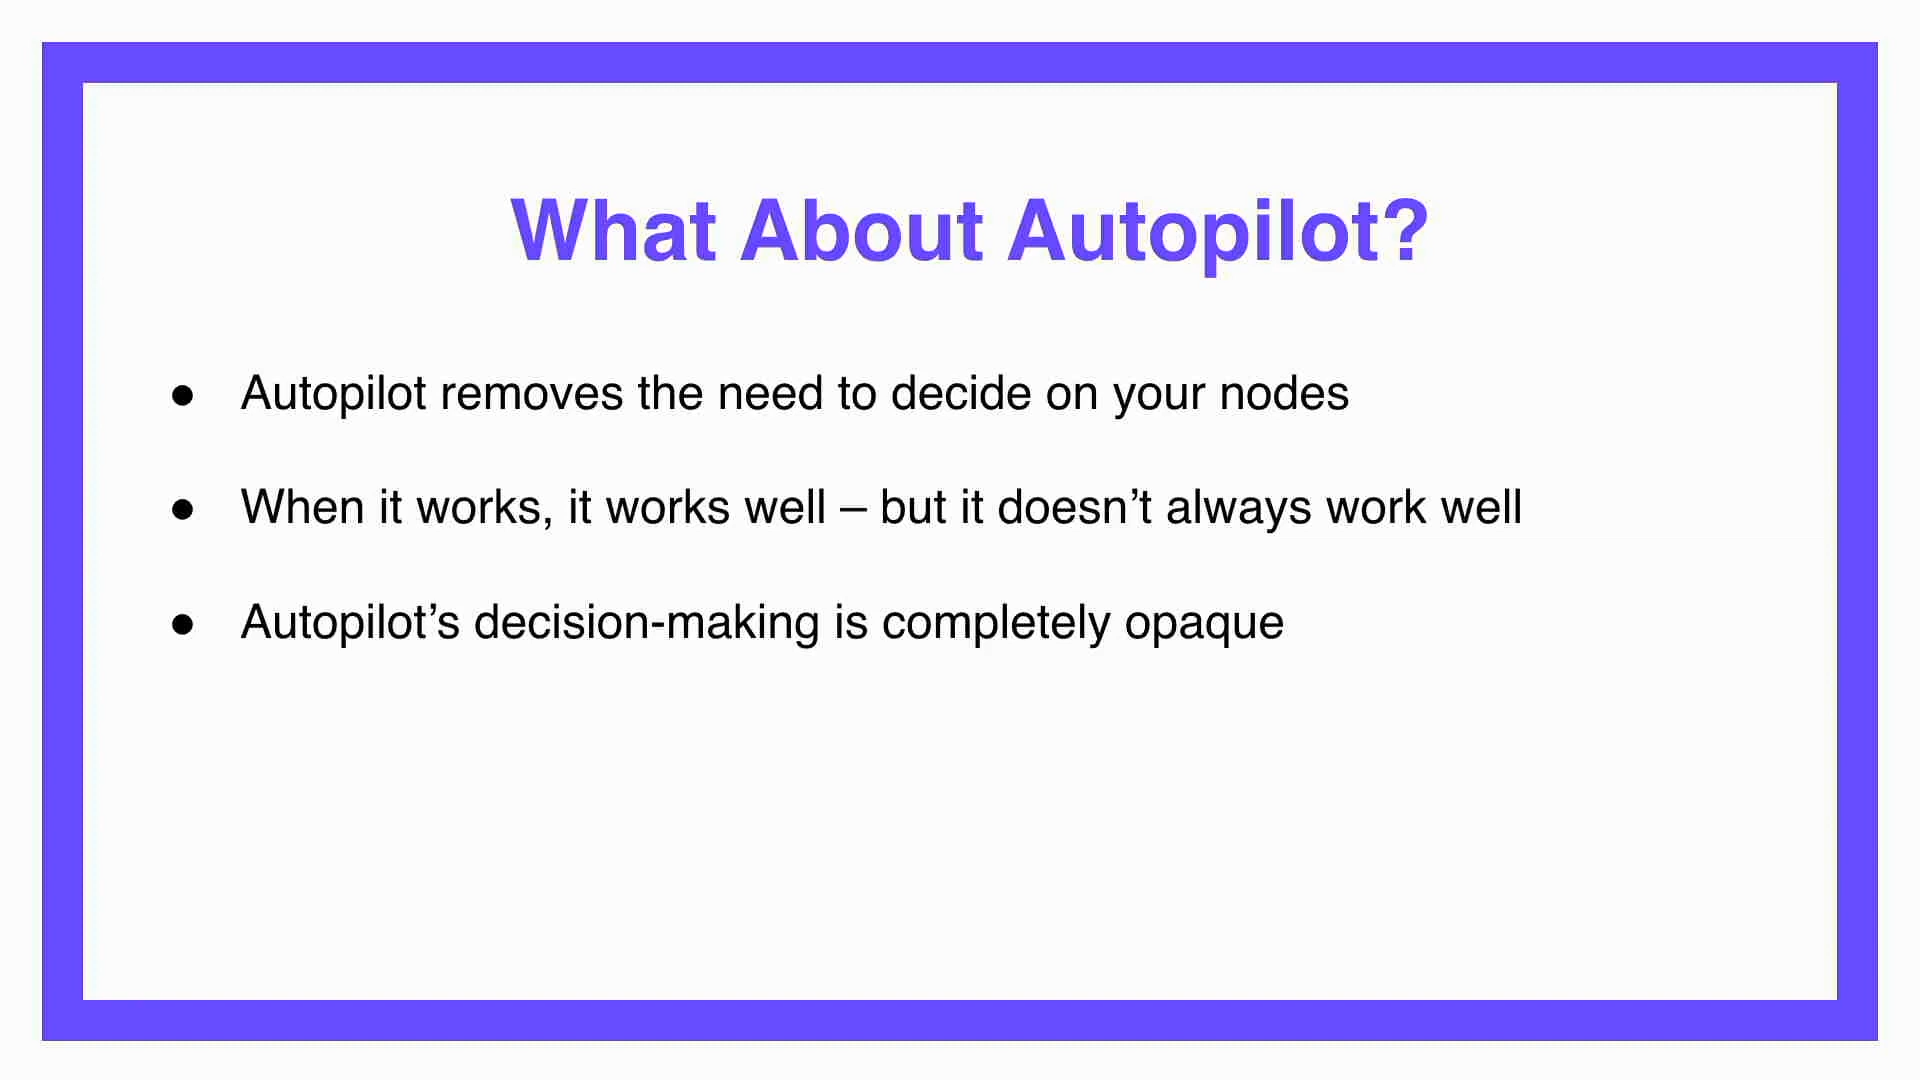 What About Autopilot?
● Autopilot removes the need to decide on your nodes
● When it works, it works well – but it doesn’t always work well
● Autopilot’s decision-making is completely opaque